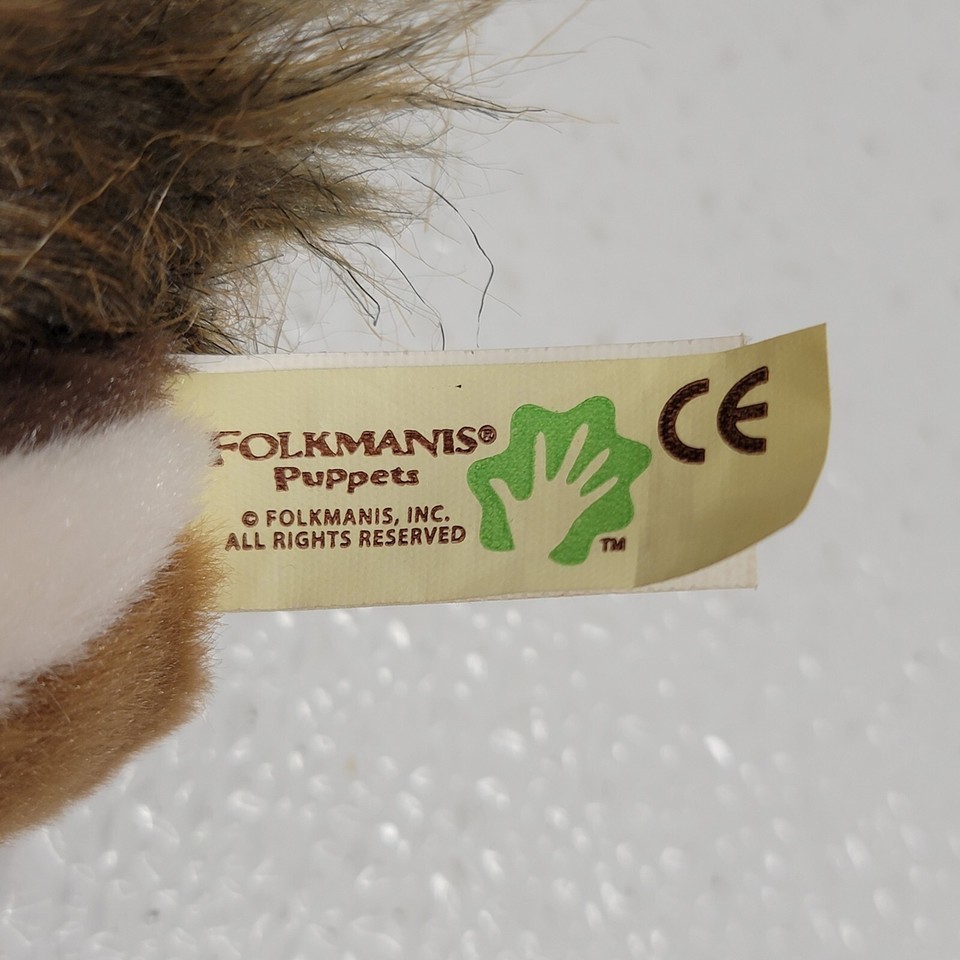 FOLKMANIS®
Puppets
© FOLKMANIS, INC.
ALL RIGHTS RESERVED
TM
CE